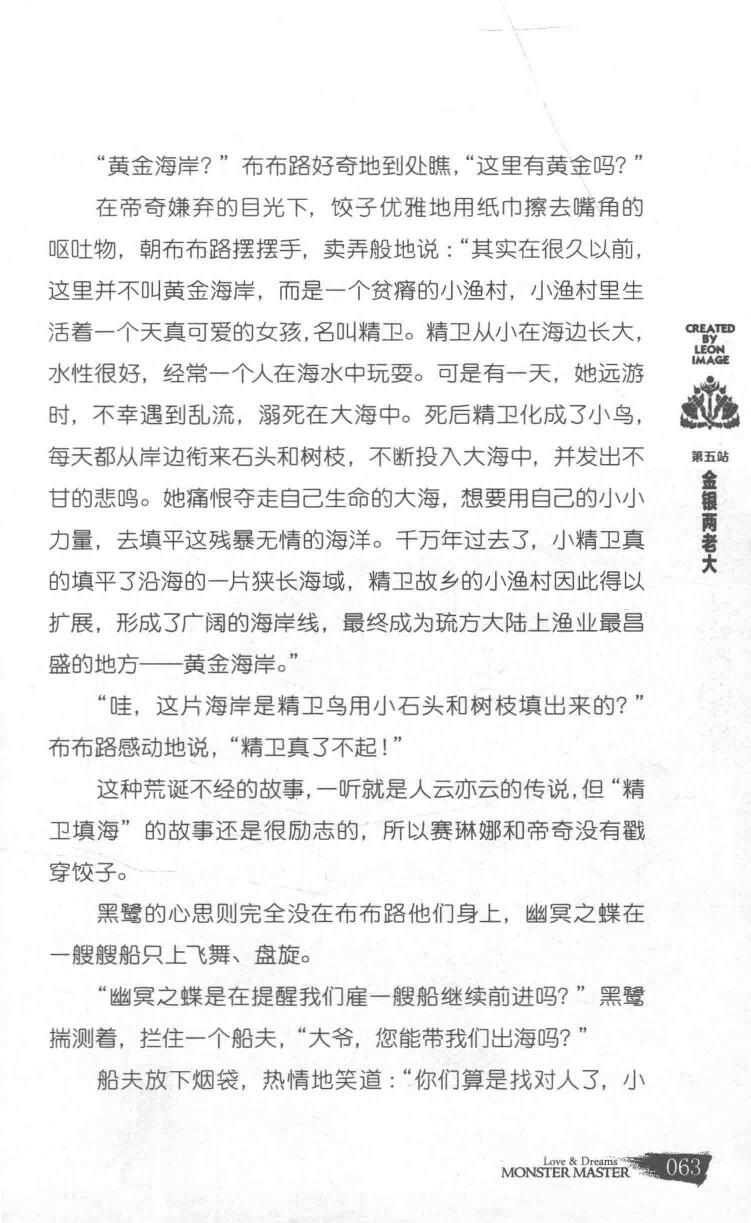 “黄金海岸？”布布路好奇地到处瞧，“这里有黄金吗？”
在帝奇嫌弃的目光下，饺子优雅地用纸巾擦去嘴角的
呕吐物，朝布布路摆摆手，卖弄般地说：“其实在很久以前，
这里并不叫黄金海岸，而是一个贫瘠的小渔村，小渔村里生
活着一个天真可爱的女孩，名叫精卫。精卫从小在海边长大，
水性很好，经常一个人在海水中玩耍。可是有一天，她远游
时，不幸遇到乱流，溺死在大海中。死后精卫化成了小鸟，
每天都从岸边衔来石头和树枝，不断投入大海中，并发出不
甘的悲鸣。她痛恨夺走自己生命的大海，想要用自己的小小
力量，去填平这残暴无情的海洋。千万年过去了，小精卫真
的填平了沿海的一片狭长海域，精卫故乡的小渔村因此得以
扩展，形成了广阔的海岸线，最终成为琉方大陆上渔业最昌
盛的地方——黄金海岸。”
“哇，这片海岸是精卫鸟用小石头和树枝填出来的？”
布布路感动地说，“精卫真了不起！”
这种荒诞不经的故事，一听就是人云亦云的传说，但“精
卫填海”的故事还是很励志的，所以赛琳娜和帝奇没有戳
穿饺子。
黑鹭的心思则完全没在布布路他们身上，幽冥之蝶在
一艘艘船只上飞舞、盘旋。
“幽冥之蝶是在提醒我们雇一艘船继续前进吗？”黑鹭
揣测着，拦住一个船夫，“大爷，您能带我们出海吗？”
船夫放下烟袋，热情地笑道：“你们算是找对人了，小
CREATED
BY
LEON
IMAGE
第五站
金银两老大
Love & Dreams
MONSTER MASTER
063